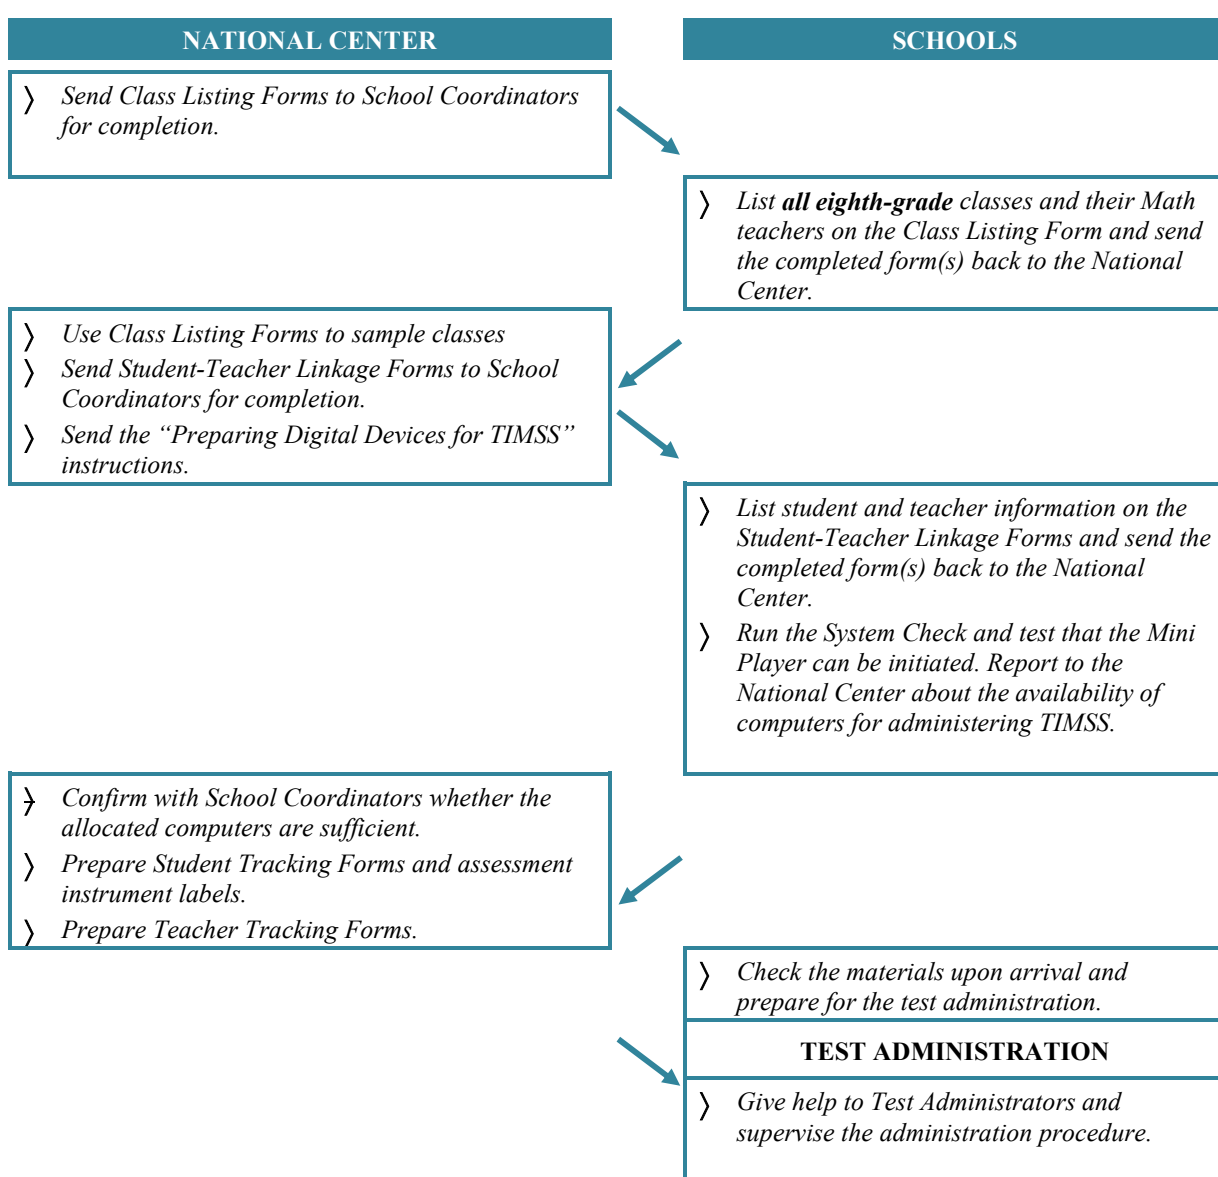 NATIONAL CENTER
SCHOOLS
〉 Send Class Listing Forms to School Coordinators
for completion.
〉 List all eighth-grade classes and their Math
teachers on the Class Listing Form and send
the completed form(s) back to the National
Center.
〉 Use Class Listing Forms to sample classes
〉 Send Student-Teacher Linkage Forms to School
Coordinators for completion.
〉 Send the “Preparing Digital Devices for TIMSS”
instructions.
〉 List student and teacher information on the
Student-Teacher Linkage Forms and send the
completed form(s) back to the National
Center.
〉 Run the System Check and test that the Mini
Player can be initiated. Report to the
National Center about the availability of
computers for administering TIMSS.
〉 Confirm with School Coordinators whether the
allocated computers are sufficient.
〉 Prepare Student Tracking Forms and assessment
instrument labels.
〉 Prepare Teacher Tracking Forms.
〉 Check the materials upon arrival and
prepare for the test administration.
TEST ADMINISTRATION
〉 Give help to Test Administrators and
supervise the administration procedure.